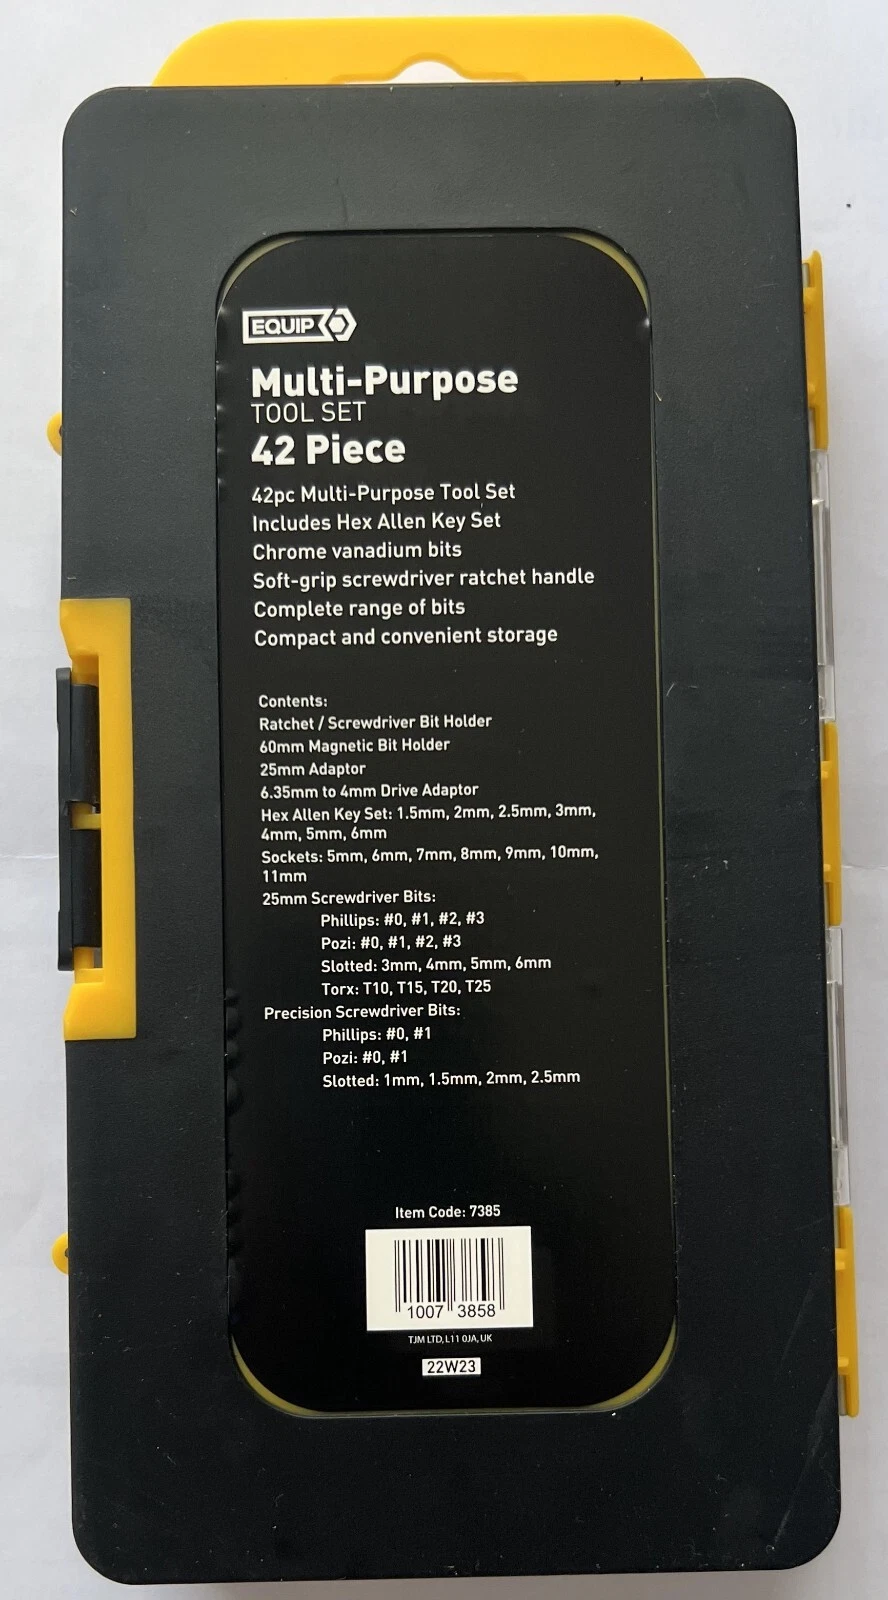 EQUIP
Multi-Purpose
TOOL SET
42 Piece
42pc Multi-Purpose Tool Set
Includes Hex Allen Key Set
Chrome vanadium bits
Soft-grip screwdriver ratchet handle
Complete range of bits
Compact and convenient storage
Contents:
Ratchet / Screwdriver Bit Holder
60mm Magnetic Bit Holder
25mm Adaptor
6.35mm to 4mm Drive Adaptor
Hex Allen Key Set: 1.5mm, 2mm, 2.5mm, 3mm,
4mm, 5mm, 6mm
Sockets: 5mm, 6mm, 7mm, 8mm, 9mm, 10mm,
11mm
25mm Screwdriver Bits:
Phillips: #0, #1, #2, #3
Pozi: #0, #1, #2, #3
Slotted: 3mm, 4mm, 5mm, 6mm
Torx: T10, T15, T20, T25
Precision Screwdriver Bits:
Phillips: #0, #1
Pozi: #0, #1
Slotted: 1mm, 1.5mm, 2mm, 2.5mm
Item Code: 7385
1007 3858
TJM LTD, L11 0JA, UK
22W23